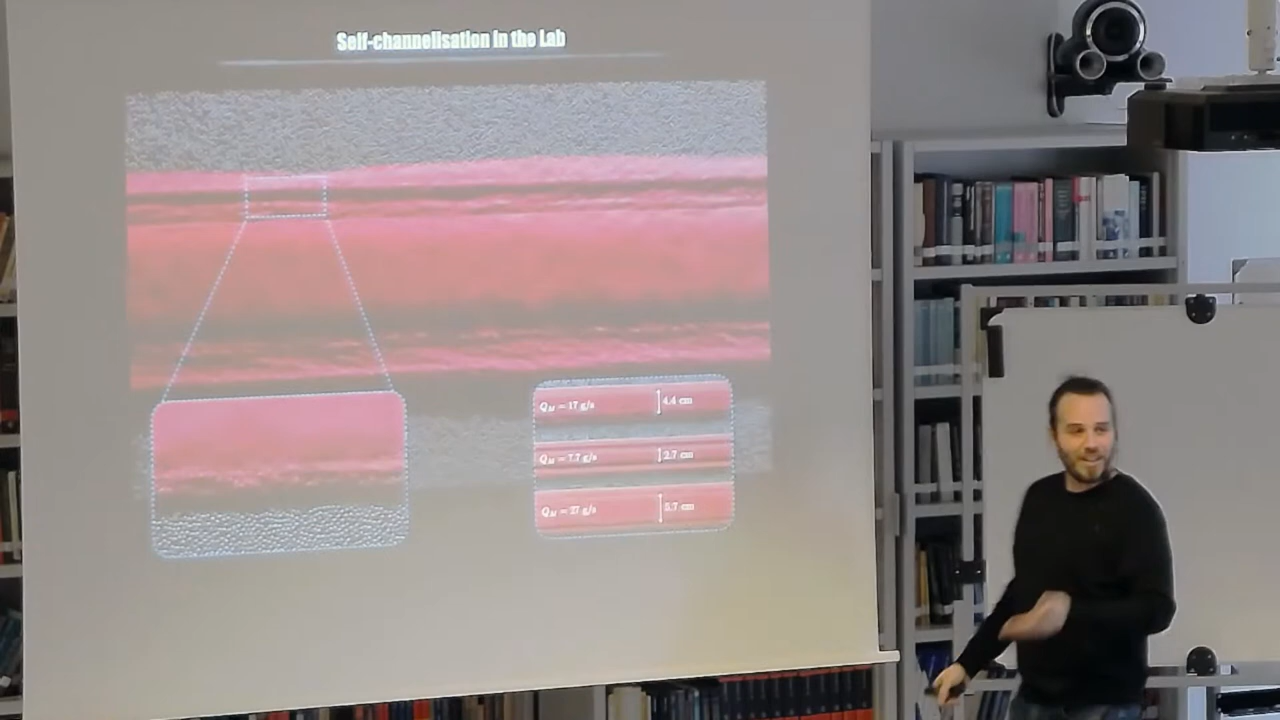 Self-channelisation in the Lab
Q_M = 17 g/s
4.4 cm
Q_M = 7.7 g/s
2.7 cm
Q_M = 27 g/s
5.7 cm